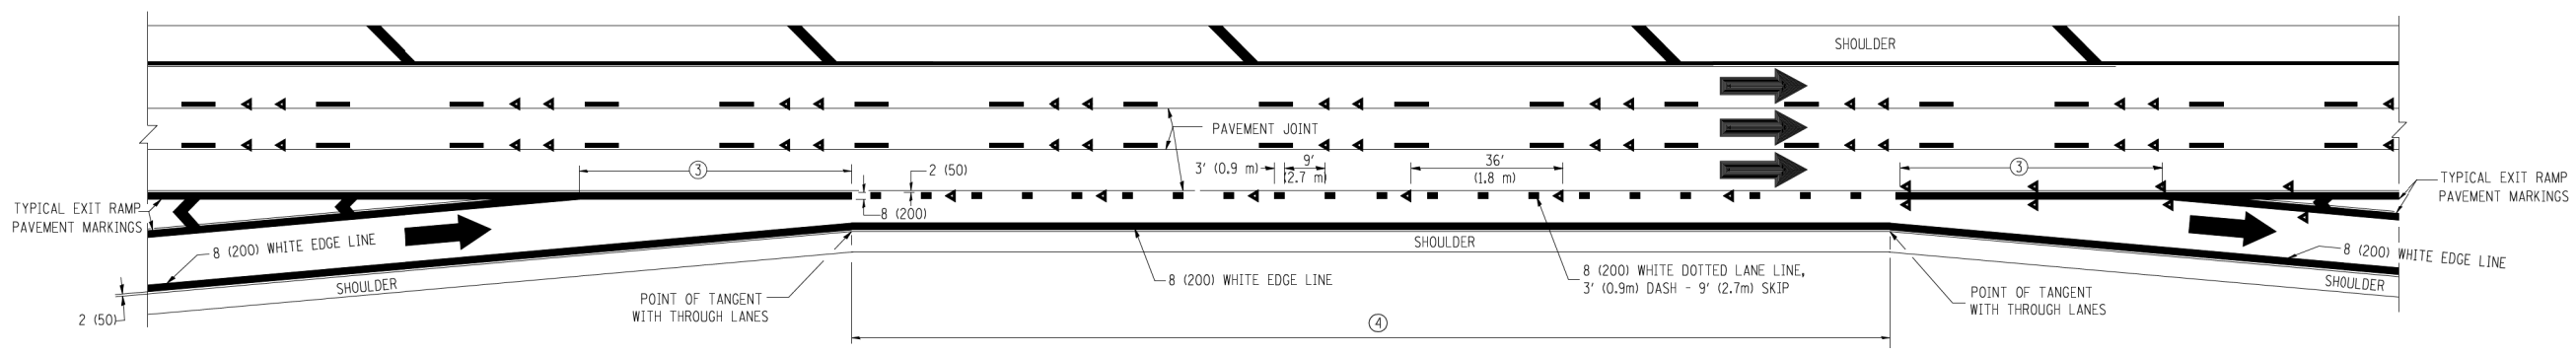 SHOULDER
PAVEMENT JOINT
3' (0.9 m)
9'
(2.7 m)
36'
(1.8 m)
3
2 (50)
8 (200)
3
TYPICAL EXIT RAMP
PAVEMENT MARKINGS
TYPICAL EXIT RAMP
PAVEMENT MARKINGS
8 (200) WHITE EDGE LINE
SHOULDER
2 (50)
POINT OF TANGENT
WITH THROUGH LANES
8 (200) WHITE EDGE LINE
SHOULDER
8 (200) WHITE DOTTED LANE LINE,
3' (0.9m) DASH - 9' (2.7m) SKIP
POINT OF TANGENT
WITH THROUGH LANES
8 (200) WHITE EDGE LINE
SHOULDER
4